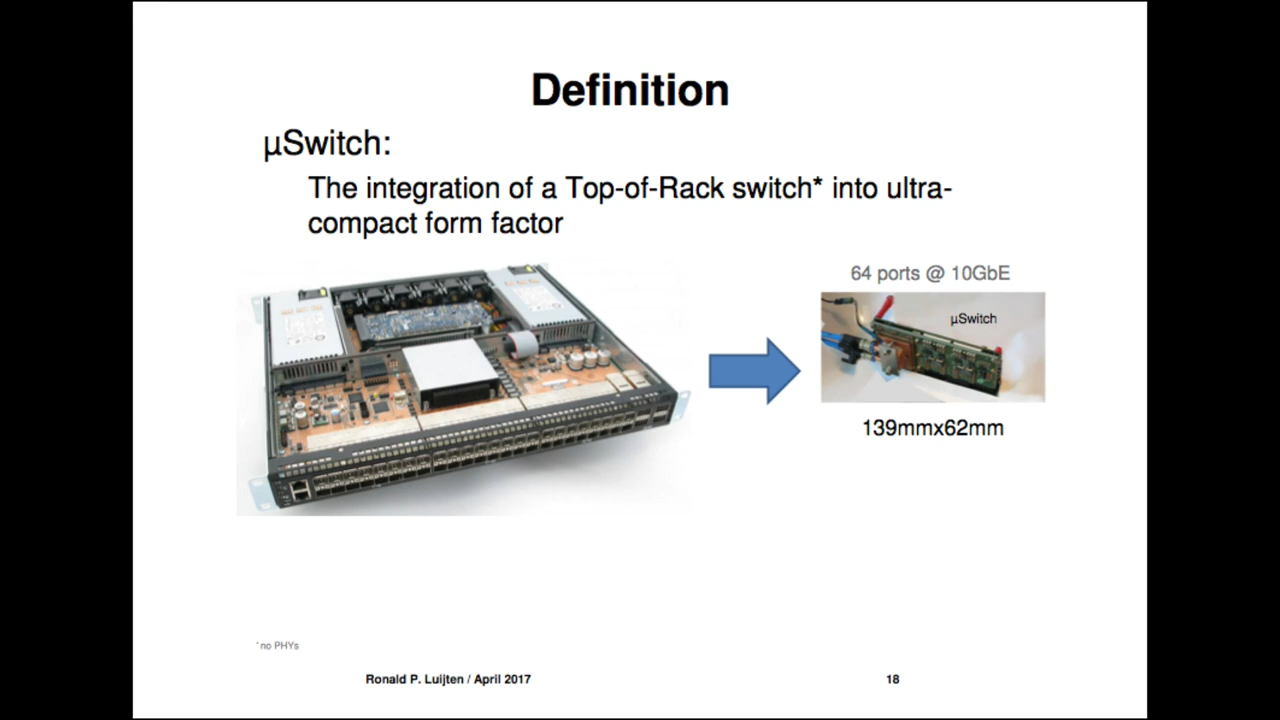 Definition
µSwitch:
The integration of a Top-of-Rack switch* into ultra-
compact form factor
64 ports @ 10GbE
µSwitch
139mmx62mm
* no PHYs
Ronald P. Luijten / April 2017
18